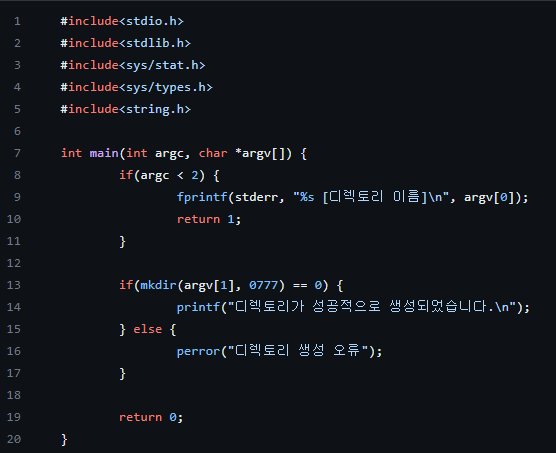 1 #include<stdio.h>
2 #include<stdlib.h>
3 #include<sys/stat.h>
4 #include<sys/types.h>
5 #include<string.h>
6
7 int main(int argc, char *argv[]) {
8 if(argc < 2) {
9 fprintf(stderr, "%s [디렉토리 이름]\n", argv[0]);
10 return 1;
11 }
12
13 if(mkdir(argv[1], 0777) == 0) {
14 printf("디렉토리가 성공적으로 생성되었습니다.\n");
15 } else {
16 perror("디렉토리 생성 오류");
17 }
18
19 return 0;
20 }